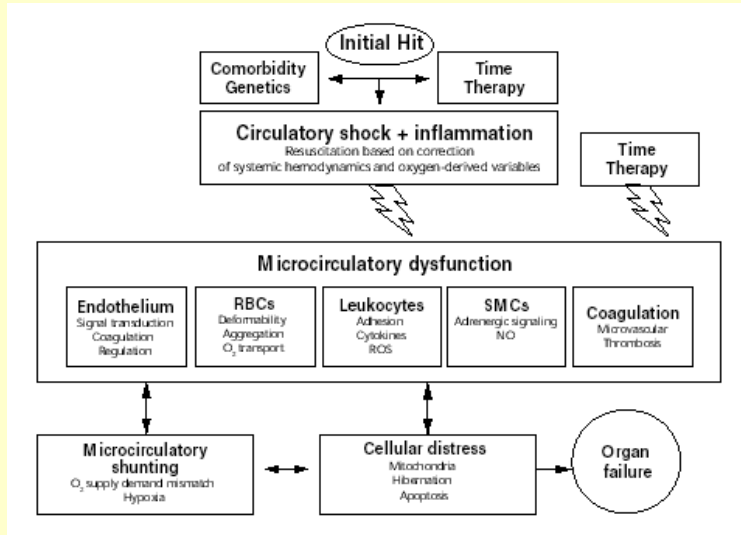 Initial Hit
Comorbidity
Genetics
Time
Therapy
Circulatory shock + inflammation
Resuscitation based on correction
of systemic hemodynamics and oxygen-derived variables
Time
Therapy
Microcirculatory dysfunction
Endothelium
Signal transduction
Coagulation
Regulation
RBCs
Deformability
Aggregation
O₂ transport
Leukocytes
Adhesion
Cytokines
ROS
SMCs
Adrenergic signaling
NO
Coagulation
Microvascular
Thrombosis
Microcirculatory
shunting
O₂ supply demand mismatch
Hypoxia
Cellular distress
Mitochondria
Hibernation
Apoptosis
Organ
failure